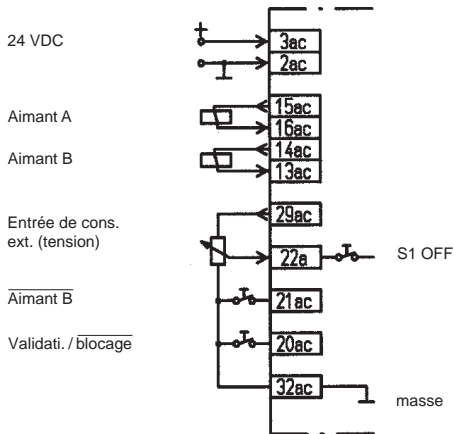 24 VDC
+
3ac
2ac
Aimant A
15ac
16ac
Aimant B
14ac
13ac
29ac
Entrée de cons.
ext. (tension)
22a
S1 OFF
Aimant B
21ac
Validati. / blocage
20ac
32ac
masse